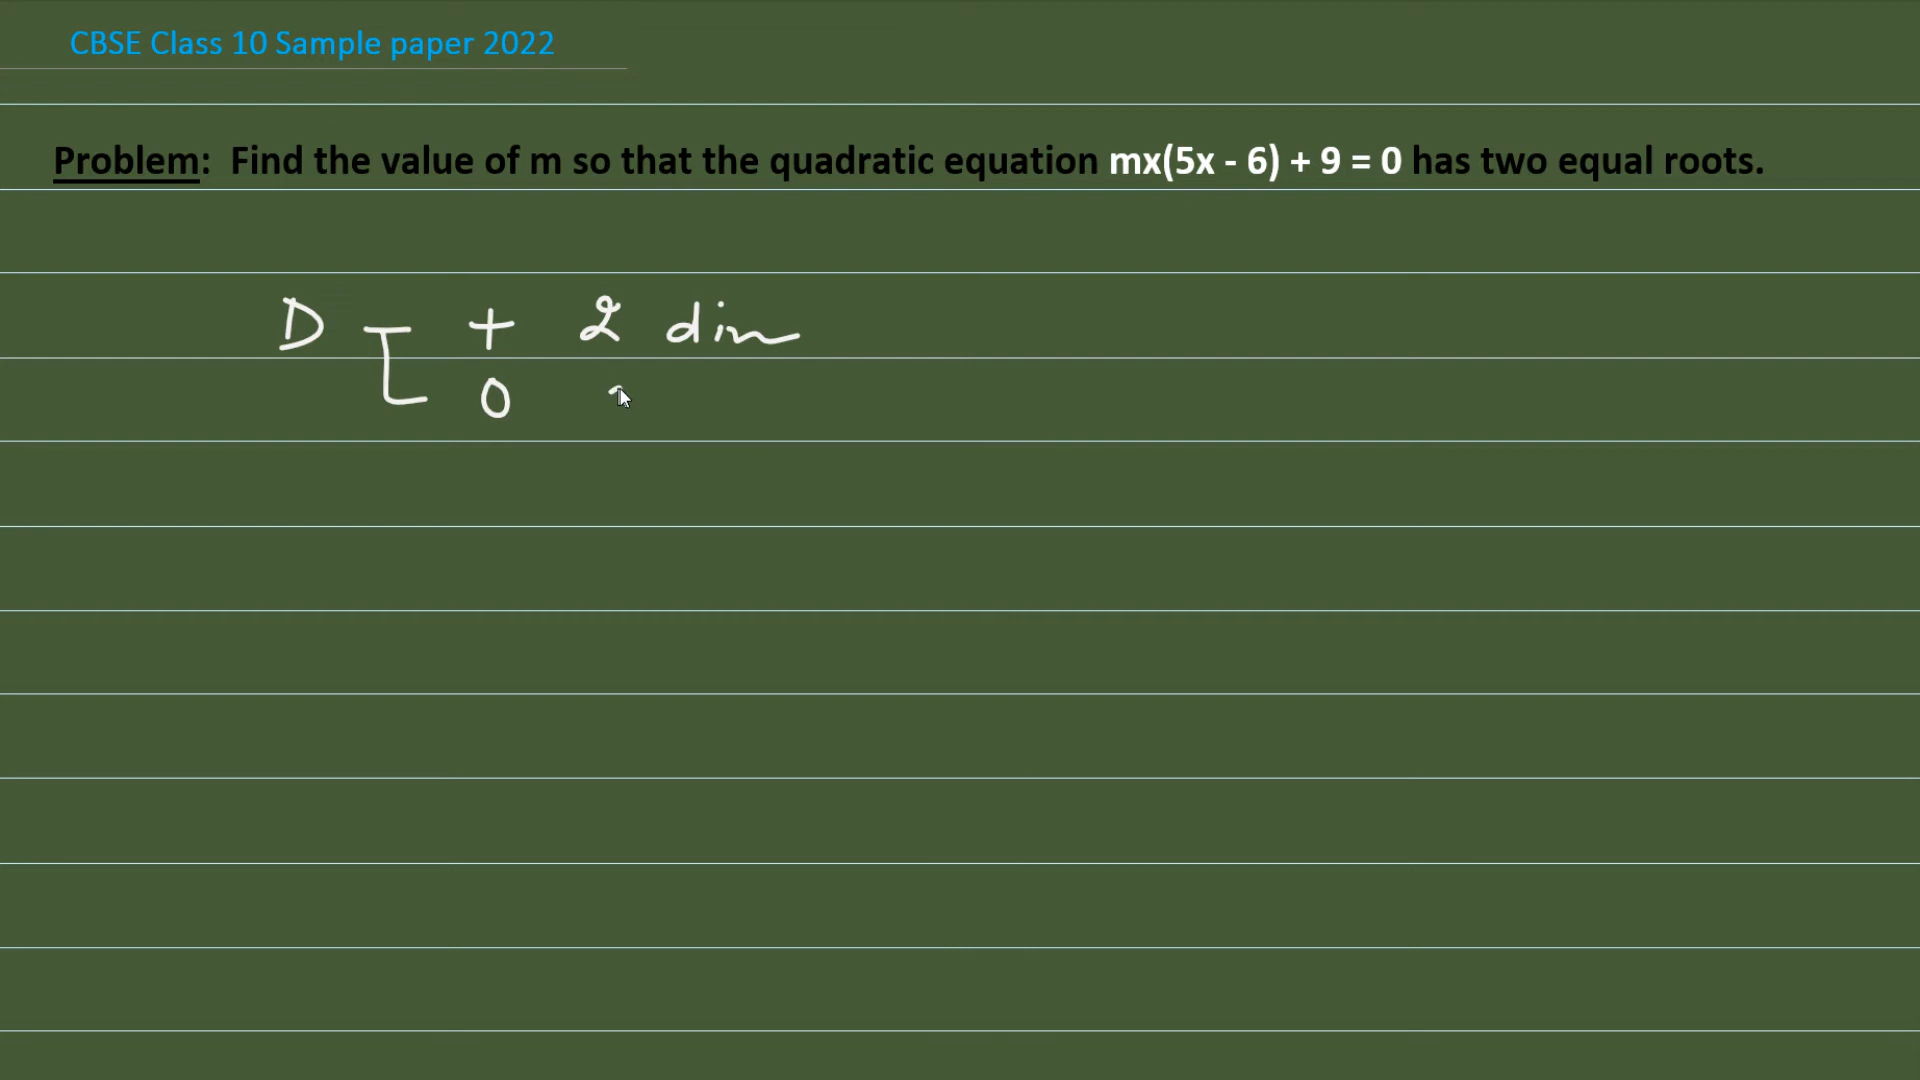 CBSE Class 10 Sample paper 2022
Problem: Find the value of m so that the quadratic equation mx(5x - 6) + 9 = 0 has two equal roots.
D + 2
0